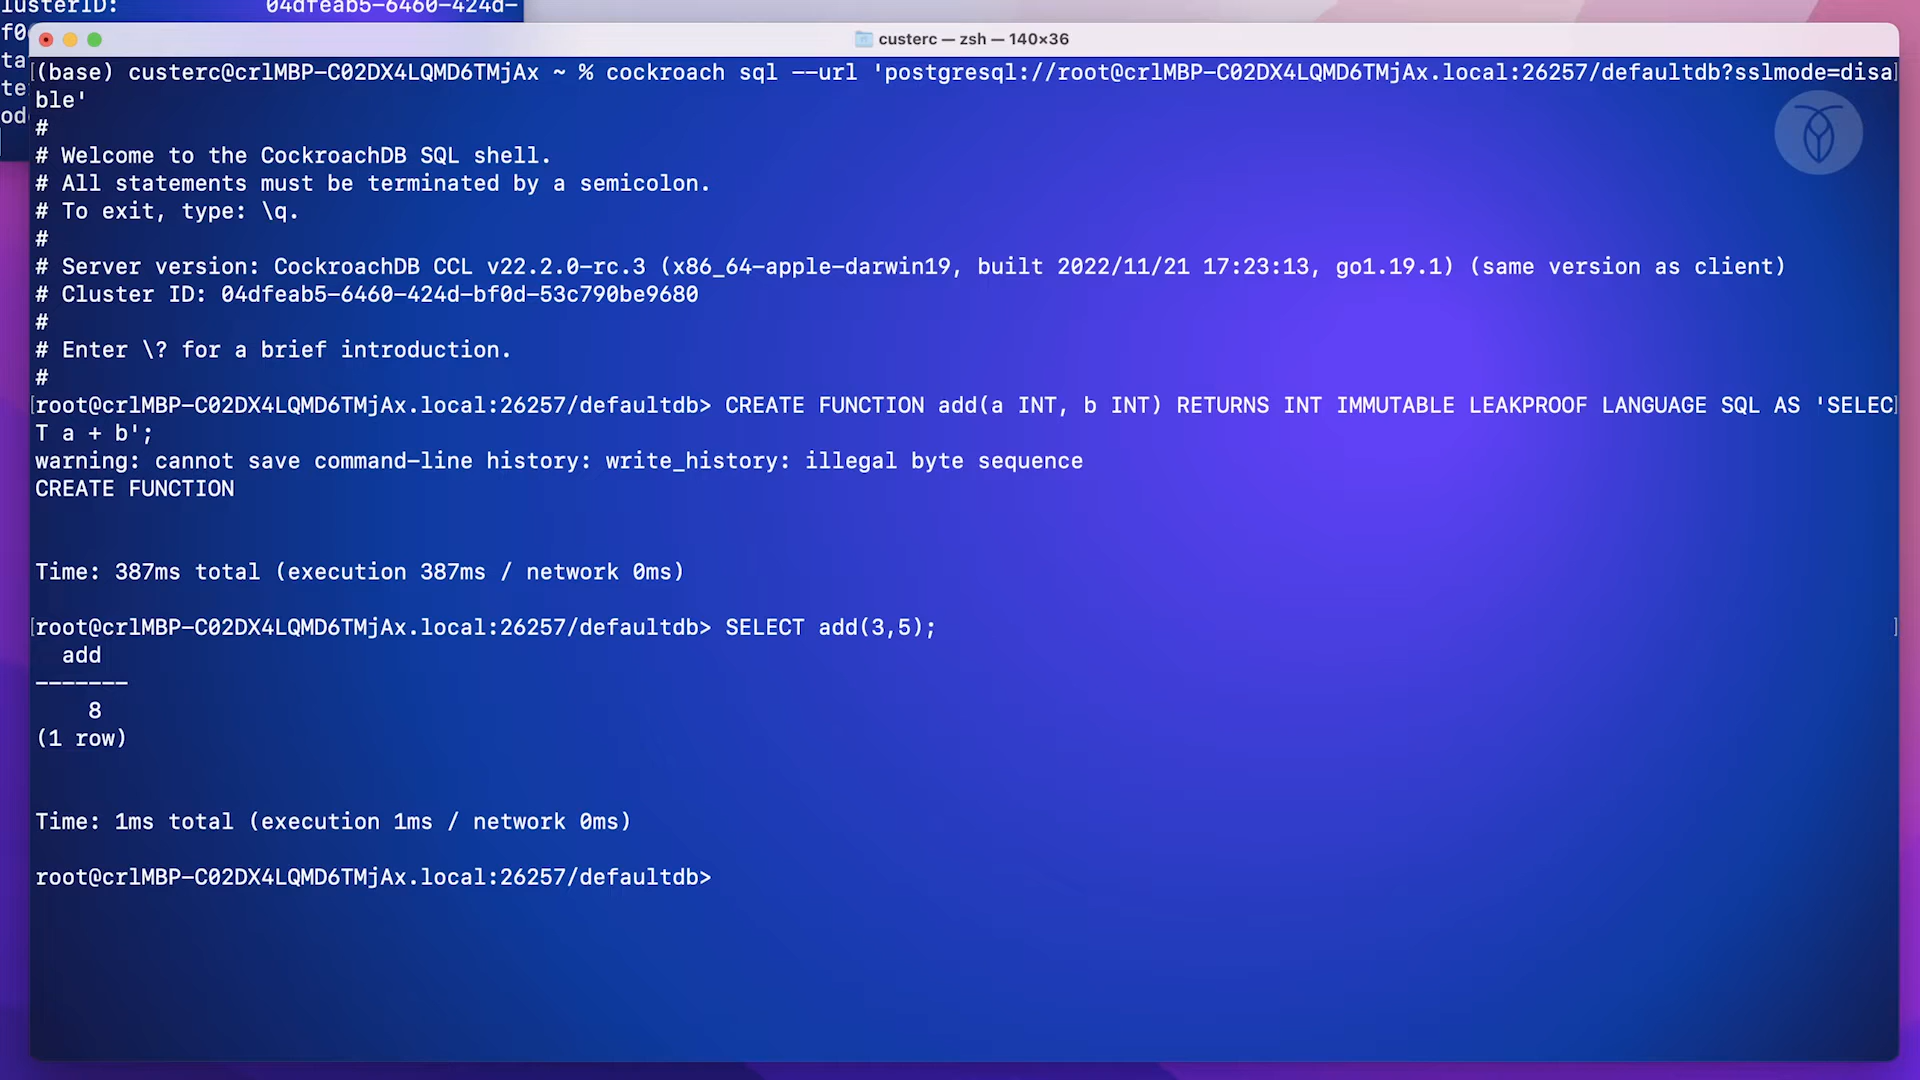 lusterID: 04dfeab5-6460-424d-
f0
ta
te
od
custerc — zsh — 140×36
(base) custerc@crlMBP-C02DX4LQMD6TMjAx ~ % cockroach sql --url 'postgresql://root@crlMBP-C02DX4LQMD6TMjAx.local:26257/defaultdb?sslmode=disa
ble'
#
# Welcome to the CockroachDB SQL shell.
# All statements must be terminated by a semicolon.
# To exit, type: \q.
#
# Server version: CockroachDB CCL v22.2.0-rc.3 (x86_64-apple-darwin19, built 2022/11/21 17:23:13, go1.19.1) (same version as client)
# Cluster ID: 04dfeab5-6460-424d-bf0d-53c790be9680
#
# Enter \? for a brief introduction.
#
root@crlMBP-C02DX4LQMD6TMjAx.local:26257/defaultdb> CREATE FUNCTION add(a INT, b INT) RETURNS INT IMMUTABLE LEAKPROOF LANGUAGE SQL AS 'SELEC
T a + b';
warning: cannot save command-line history: write_history: illegal byte sequence
CREATE FUNCTION
Time: 387ms total (execution 387ms / network 0ms)
root@crlMBP-C02DX4LQMD6TMjAx.local:26257/defaultdb> SELECT add(3,5);
add
-------
8
(1 row)
Time: 1ms total (execution 1ms / network 0ms)
root@crlMBP-C02DX4LQMD6TMjAx.local:26257/defaultdb>